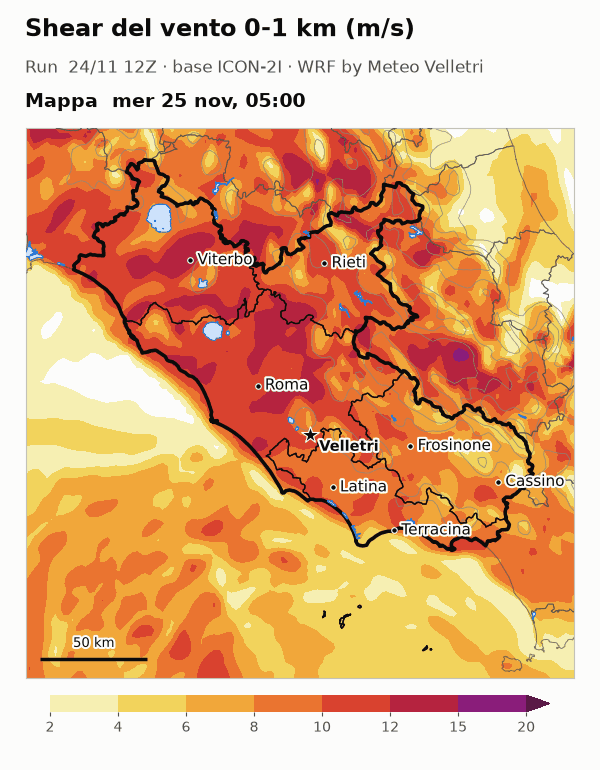 Shear del vento 0-1 km (m/s)
Run  24/11 12Z · base ICON-2I · WRF by Meteo Velletri
Mappa  mer 25 nov, 05:00
Viterbo
Rieti
Roma
Velletri
Frosinone
Cassino
Latina
Terracina
50 km
2 4 6 8 10 12 15 20